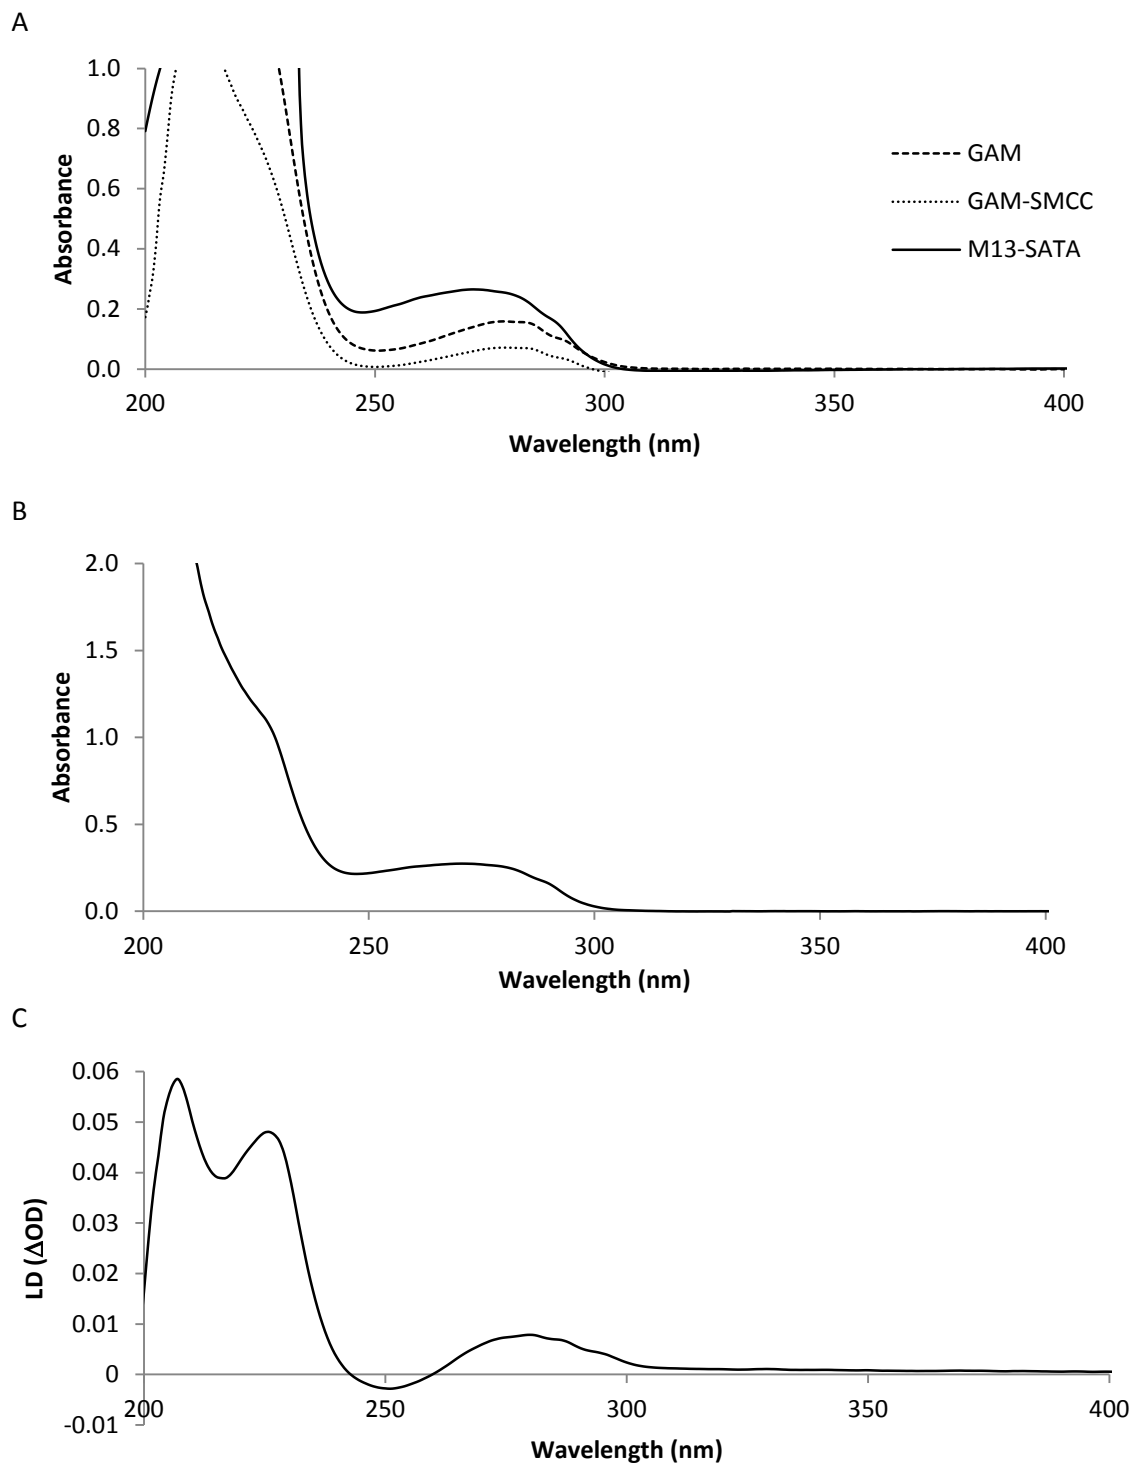 A
1.0
0.8
0.6
0.4
0.2
0.0
Absorbance
200 250 300 350 400
Wavelength (nm)
GAM
GAM-SMCC
M13-SATA
B
2.0
1.5
1.0
0.5
0.0
Absorbance
200 250 300 350 400
Wavelength (nm)
C
0.06
0.05
0.04
0.03
0.02
0.01
0
-0.01
LD (ΔOD)
200 250 300 350 400
Wavelength (nm)